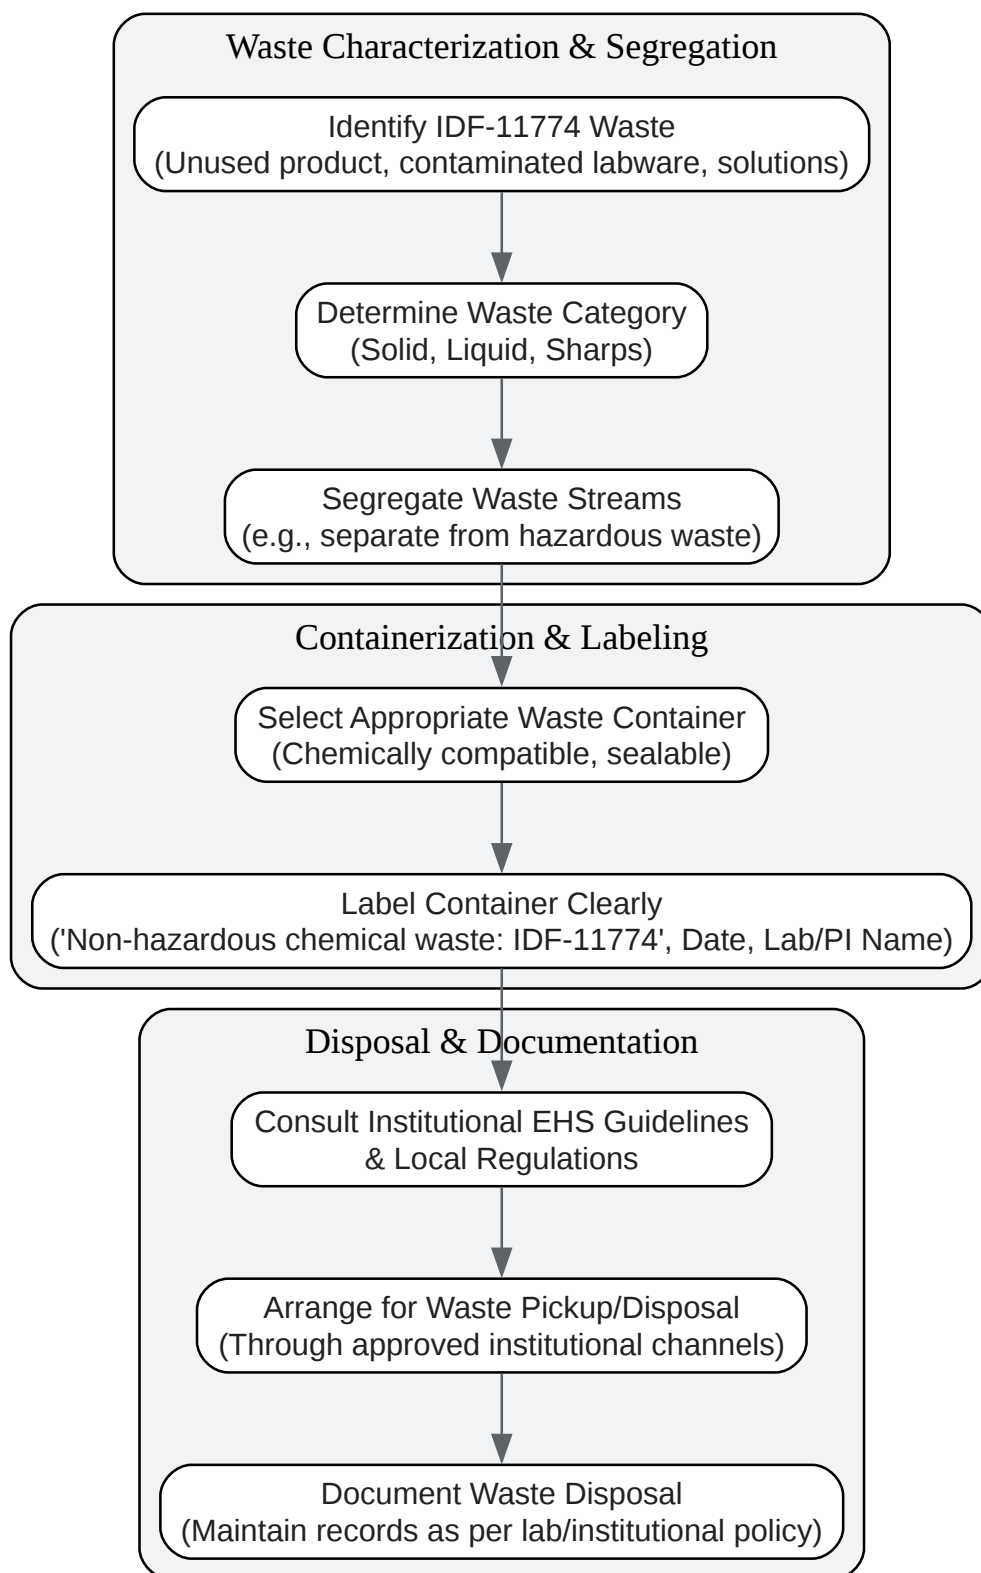 Waste Characterization & Segregation
Identify IDF-11774 Waste
(Unused product, contaminated labware, solutions)
Determine Waste Category
(Solid, Liquid, Sharps)
Segregate Waste Streams
(e.g., separate from hazardous waste)
Containerization & Labeling
Select Appropriate Waste Container
(Chemically compatible, sealable)
Label Container Clearly
('Non-hazardous chemical waste: IDF-11774', Date, Lab/PI Name)
Disposal & Documentation
Consult Institutional EHS Guidelines
& Local Regulations
Arrange for Waste Pickup/Disposal
(Through approved institutional channels)
Document Waste Disposal
(Maintain records as per lab/institutional policy)